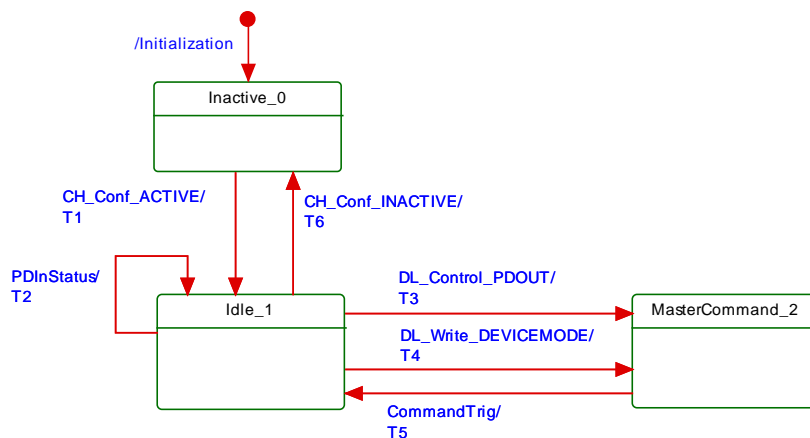 /Initialization
Inactive_0
CH_Conf_ACTIVE/
T1
CH_Conf_INACTIVE/
T6
PDInStatus/
T2
Idle_1
DL_Control_PDOUT/
T3
MasterCommand_2
DL_Write_DEVICEMODE/
T4
CommandTrig/
T5